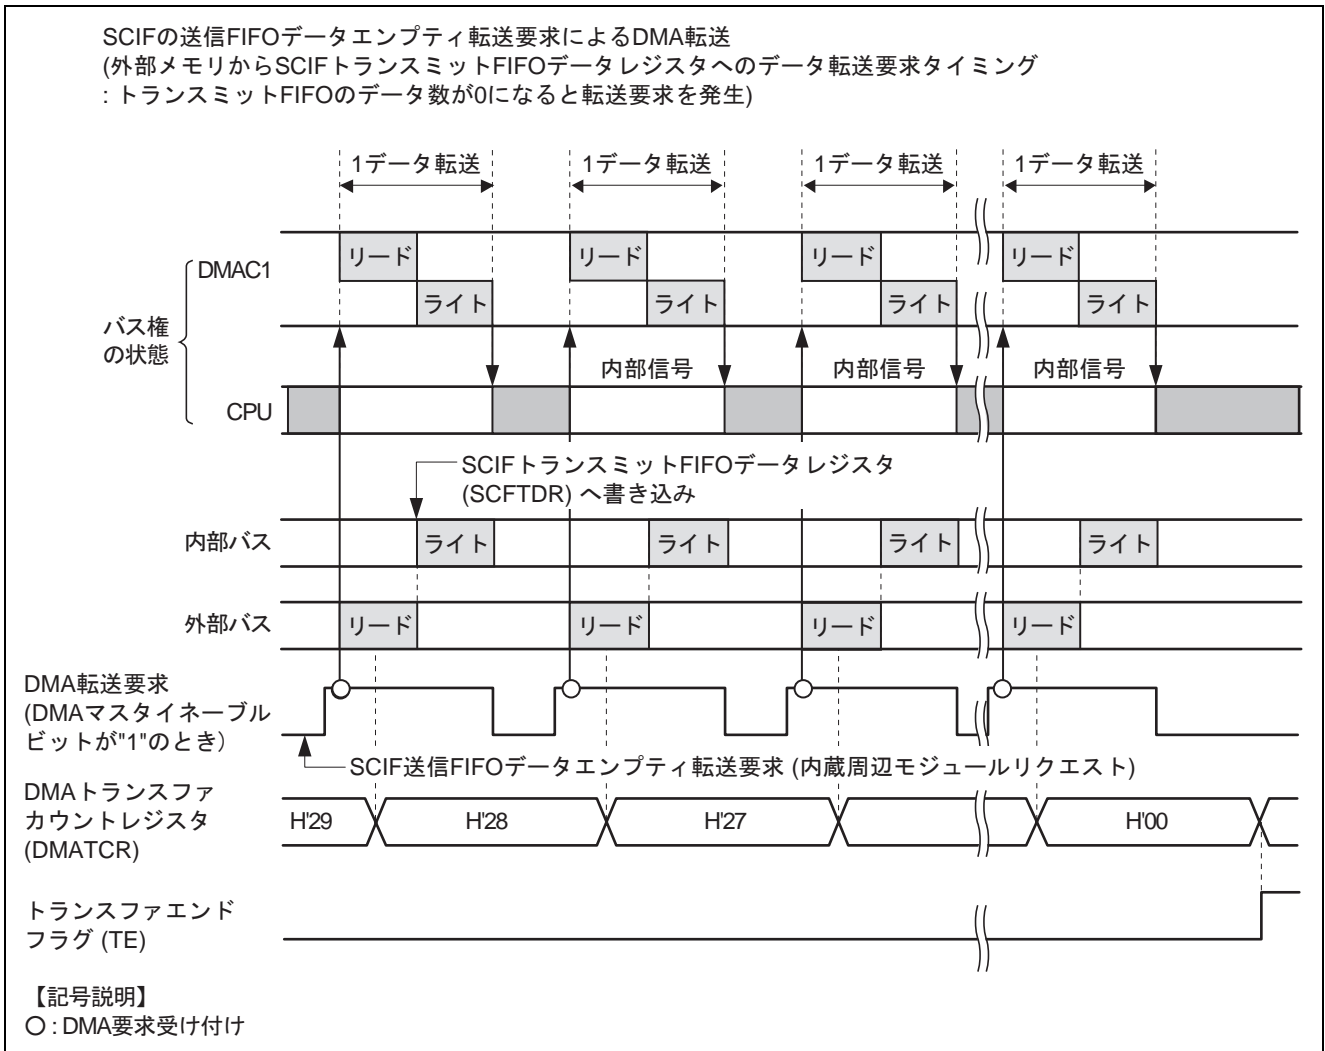 SCIFの送信FIFOデータエンプティ転送要求によるDMA転送
(外部メモリからSCIFトランスミットFIFOデータレジスタへのデータ転送要求タイミング
: トランスミットFIFOのデータ数が0になると転送要求を発生)
1データ転送 1データ転送 1データ転送 1データ転送
バス権
の状態
DMAC1
リード リード リード リード
ライト ライト ライト ライト
内部信号 内部信号 内部信号
CPU
SCIFトランスミットFIFOデータレジスタ
(SCFTDR) へ書き込み
内部バス ライト ライト ライト ライト
外部バス リード リード リード リード
DMA転送要求
(DMAマスタイネーブル
ビットが"1"のとき)
SCIF送信FIFOデータエンプティ転送要求 (内蔵周辺モジュールリクエスト)
DMAトランスファ
カウントレジスタ
(DMATCR)
H'29 H'28 H'27 H'00
トランスファエンド
フラグ (TE)
【記号説明】
○ : DMA要求受け付け